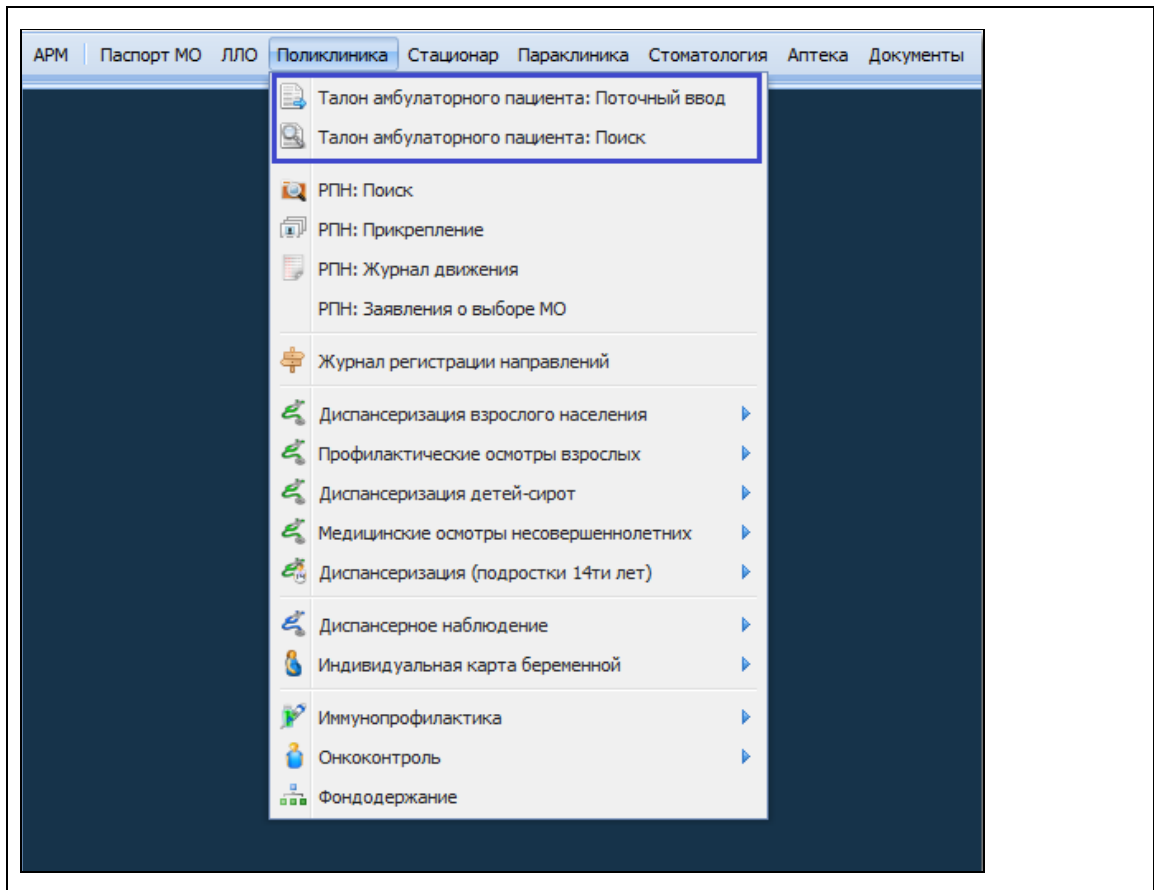 АРМ Паспорт МО ЛЛО Поликлиника Стационар Параклиника Стоматология Аптека Документы
Талон амбулаторного пациента: Поточный ввод
Талон амбулаторного пациента: Поиск
РПН: Поиск
РПН: Прикрепление
РПН: Журнал движения
РПН: Заявления о выборе МО
Журнал регистрации направлений
Диспансеризация взрослого населения
Профилактические осмотры взрослых
Диспансеризация детей-сирот
Медицинские осмотры несовершеннолетних
Диспансеризация (подростки 14ти лет)
Диспансерное наблюдение
Индивидуальная карта беременной
Иммунопрофилактика
Онкоконтроль
Фондодержание